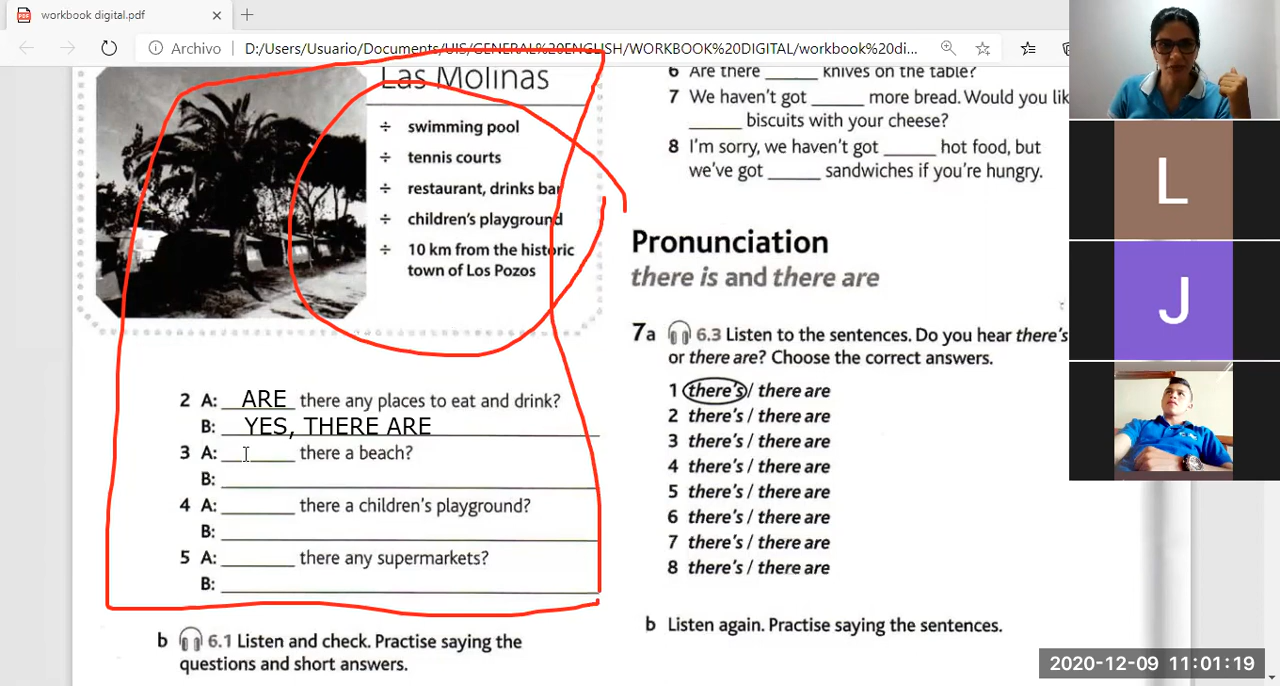 workbook digital.pdf
Archivo
D:/Users/Usuario/Documents/UIS/GENERAL%20ENGLISH/WORKBOOK%20DIGITAL/workbook%20di...
Las Molinas
÷ swimming pool
÷ tennis courts
÷ restaurant, drinks bar
÷ children's playground
÷ 10 km from the historic
town of Los Pozos
2 A: ARE there any places to eat and drink?
B: YES, THERE ARE
3 A: ______ there a beach?
B: ______
4 A: ______ there a children's playground?
B: ______
5 A: ______ there any supermarkets?
B: ______
b 6.1 Listen and check. Practise saying the
questions and short answers.
6 Are there ______ knives on the table?
7 We haven't got ______ more bread. Would you lik
______ biscuits with your cheese?
8 I'm sorry, we haven't got ______ hot food, but
we've got ______ sandwiches if you're hungry.
Pronunciation
there is and there are
7a 6.3 Listen to the sentences. Do you hear there's
or there are? Choose the correct answers.
1 there's / there are
2 there's / there are
3 there's / there are
4 there's / there are
5 there's / there are
6 there's / there are
7 there's / there are
8 there's / there are
b Listen again. Practise saying the sentences.
L
J
2020-12-09 11:01:19